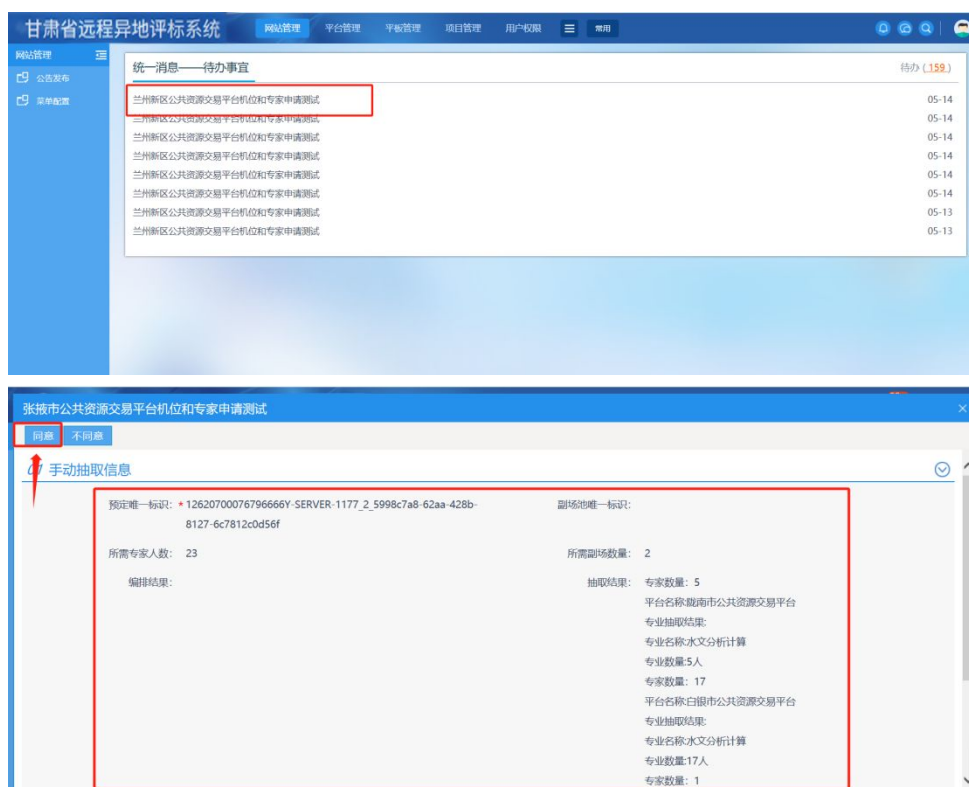 甘肃省远程异地评标系统 网站管理 平台管理 平板管理 项目管理 用户权限 常用
网站管理
公告发布
菜单配置
统一消息——待办事宜 待办 ( 159 )
兰州新区公共资源交易平台机位和专家申请测试 05-14
兰州新区公共资源交易平台机位和专家申请测试 05-14
兰州新区公共资源交易平台机位和专家申请测试 05-14
兰州新区公共资源交易平台机位和专家申请测试 05-14
兰州新区公共资源交易平台机位和专家申请测试 05-14
兰州新区公共资源交易平台机位和专家申请测试 05-14
兰州新区公共资源交易平台机位和专家申请测试 05-13
兰州新区公共资源交易平台机位和专家申请测试 05-13
张掖市公共资源交易平台机位和专家申请测试
同意 不同意
01 手动抽取信息
预定唯一标识: * 12620700076796666Y-SERVER-1177_2_5998c7a8-62aa-428b- 副场池唯一标识:
8127-6c7812c0d56f
所需专家人数: 23 所需副场数量: 2
编排结果: 抽取结果: 专家数量: 5
平台名称:陇南市公共资源交易平台
专业抽取结果:
专业名称:水文分析计算
专业数量:5人
专家数量: 17
平台名称:白银市公共资源交易平台
专业抽取结果:
专业名称:水文分析计算
专业数量:17人
专家数量: 1